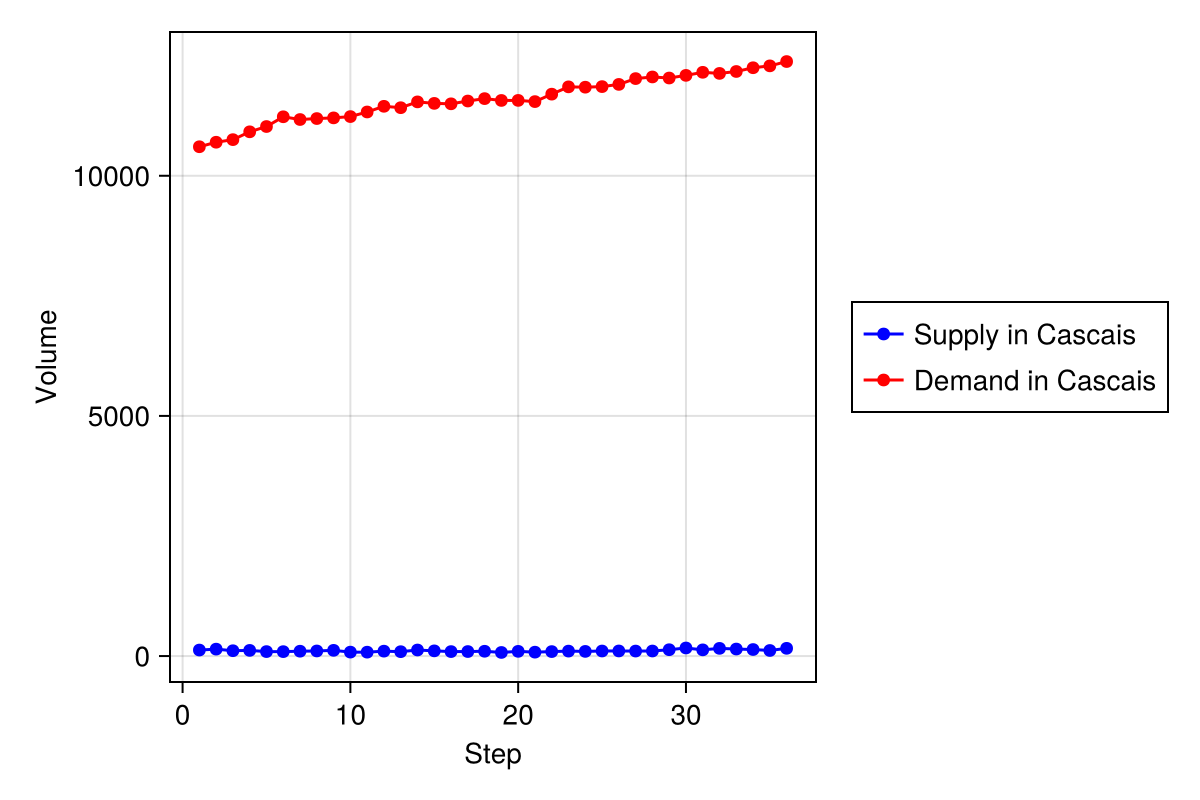 10000
5000
0
Volume
0 10 20 30
Step
Supply in Cascais
Demand in Cascais